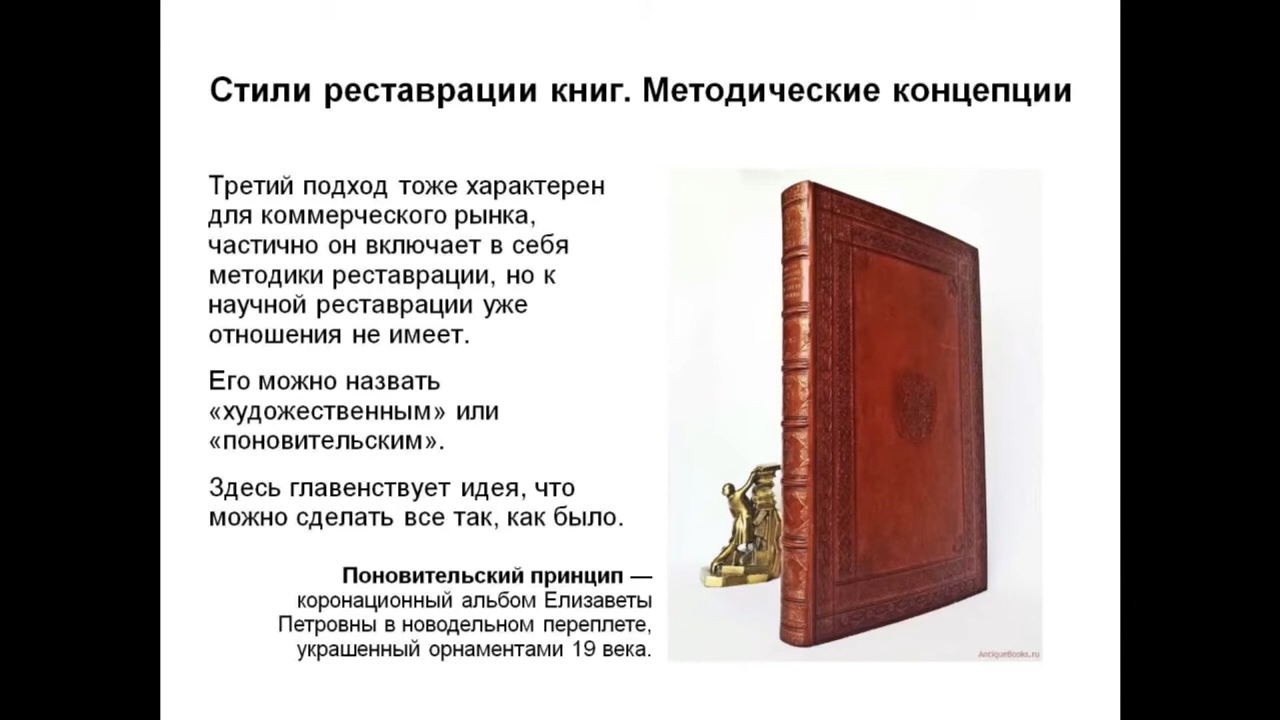 Стили реставрации книг. Методические концепции
Третий подход тоже характерен
для коммерческого рынка,
частично он включает в себя
методики реставрации, но к
научной реставрации уже
отношения не имеет.
Его можно назвать
«художественным» или
«поновительским».
Здесь главенствует идея, что
можно сделать все так, как было.
Поновительский принцип —
коронационный альбом Елизаветы
Петровны в новодельном переплете,
украшенный орнаментами 19 века.
AntiqueBooks.ru